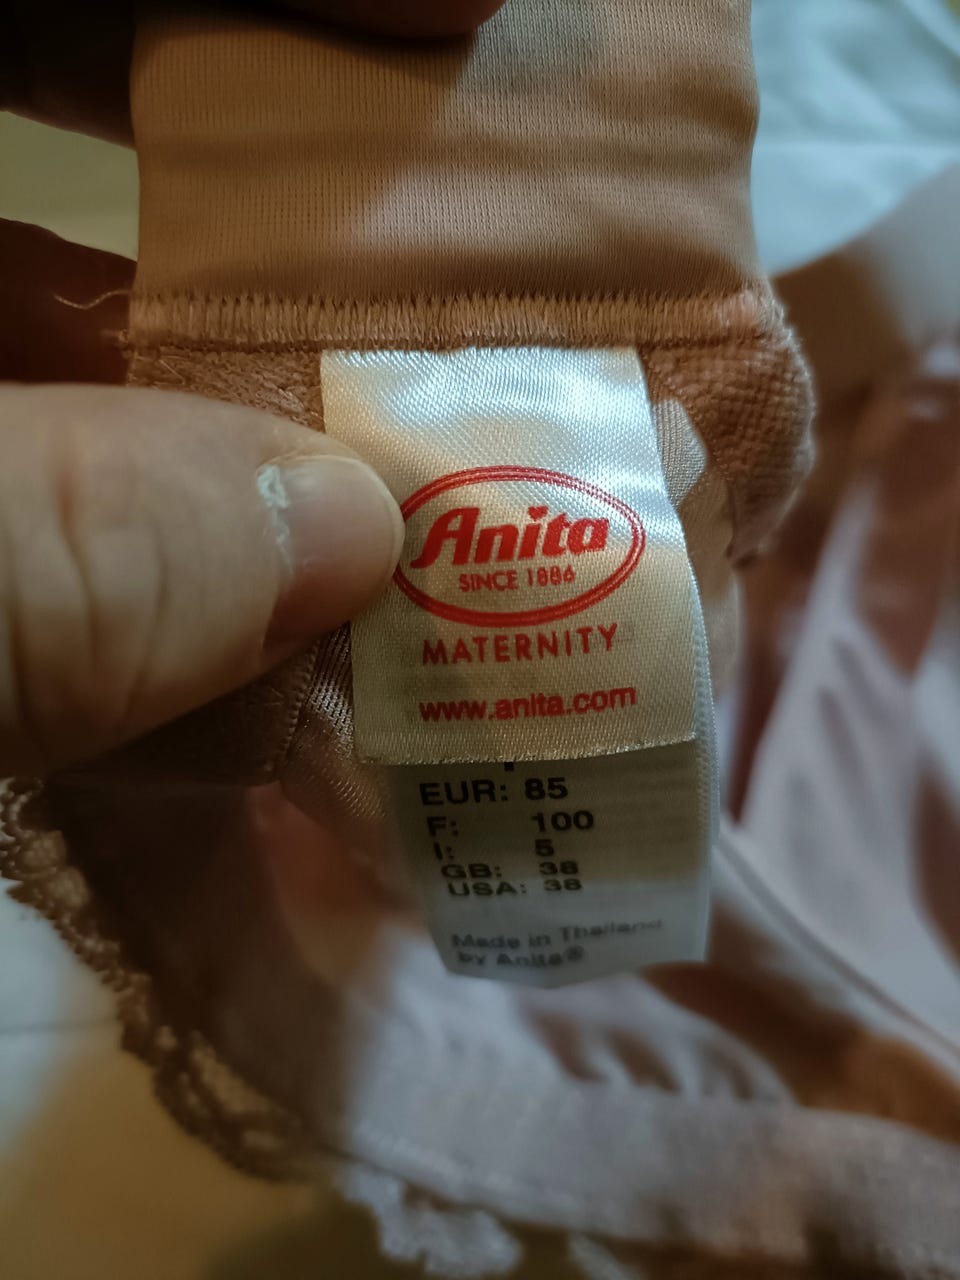 Anita
SINCE 1886
MATERNITY
www.anita.com
EUR: 85
F: 100
I: 5
GB: 38
USA: 38
Made in Thailand
by Anita®